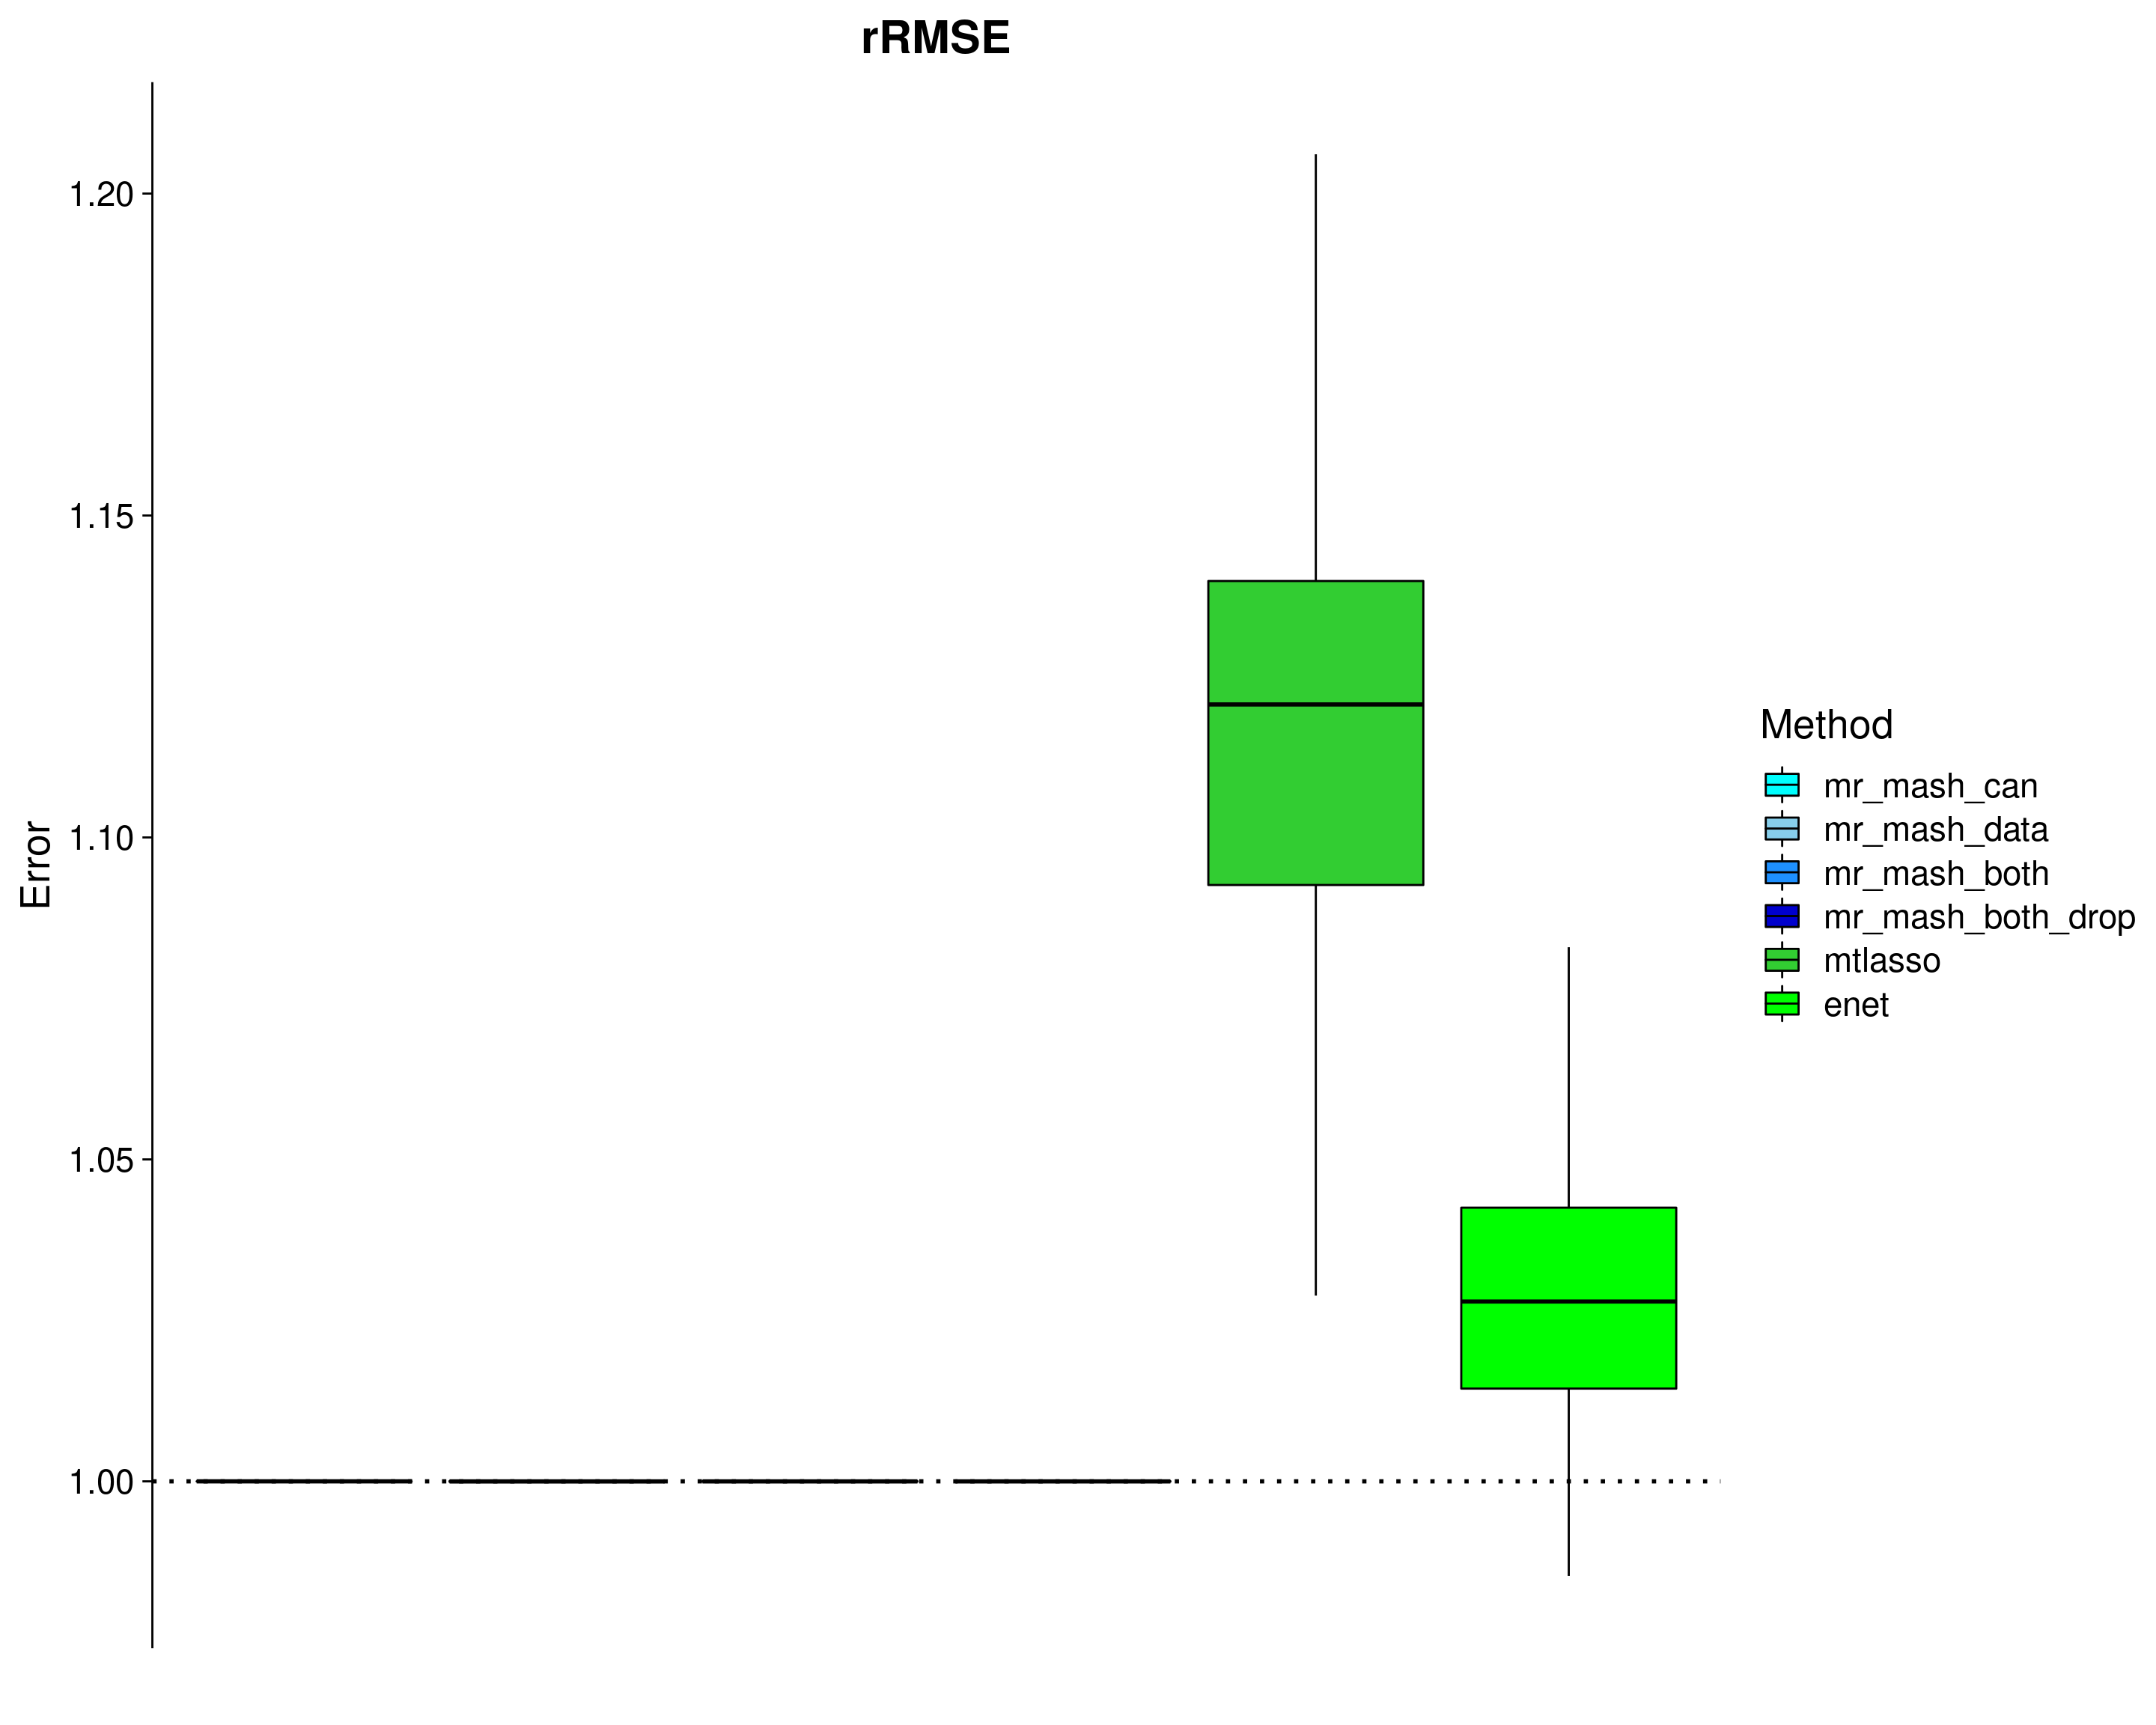 rRMSE
1.20
1.15
1.10
1.05
1.00
Error
Method
mr_mash_can
mr_mash_data
mr_mash_both
mr_mash_both_drop
mtlasso
enet